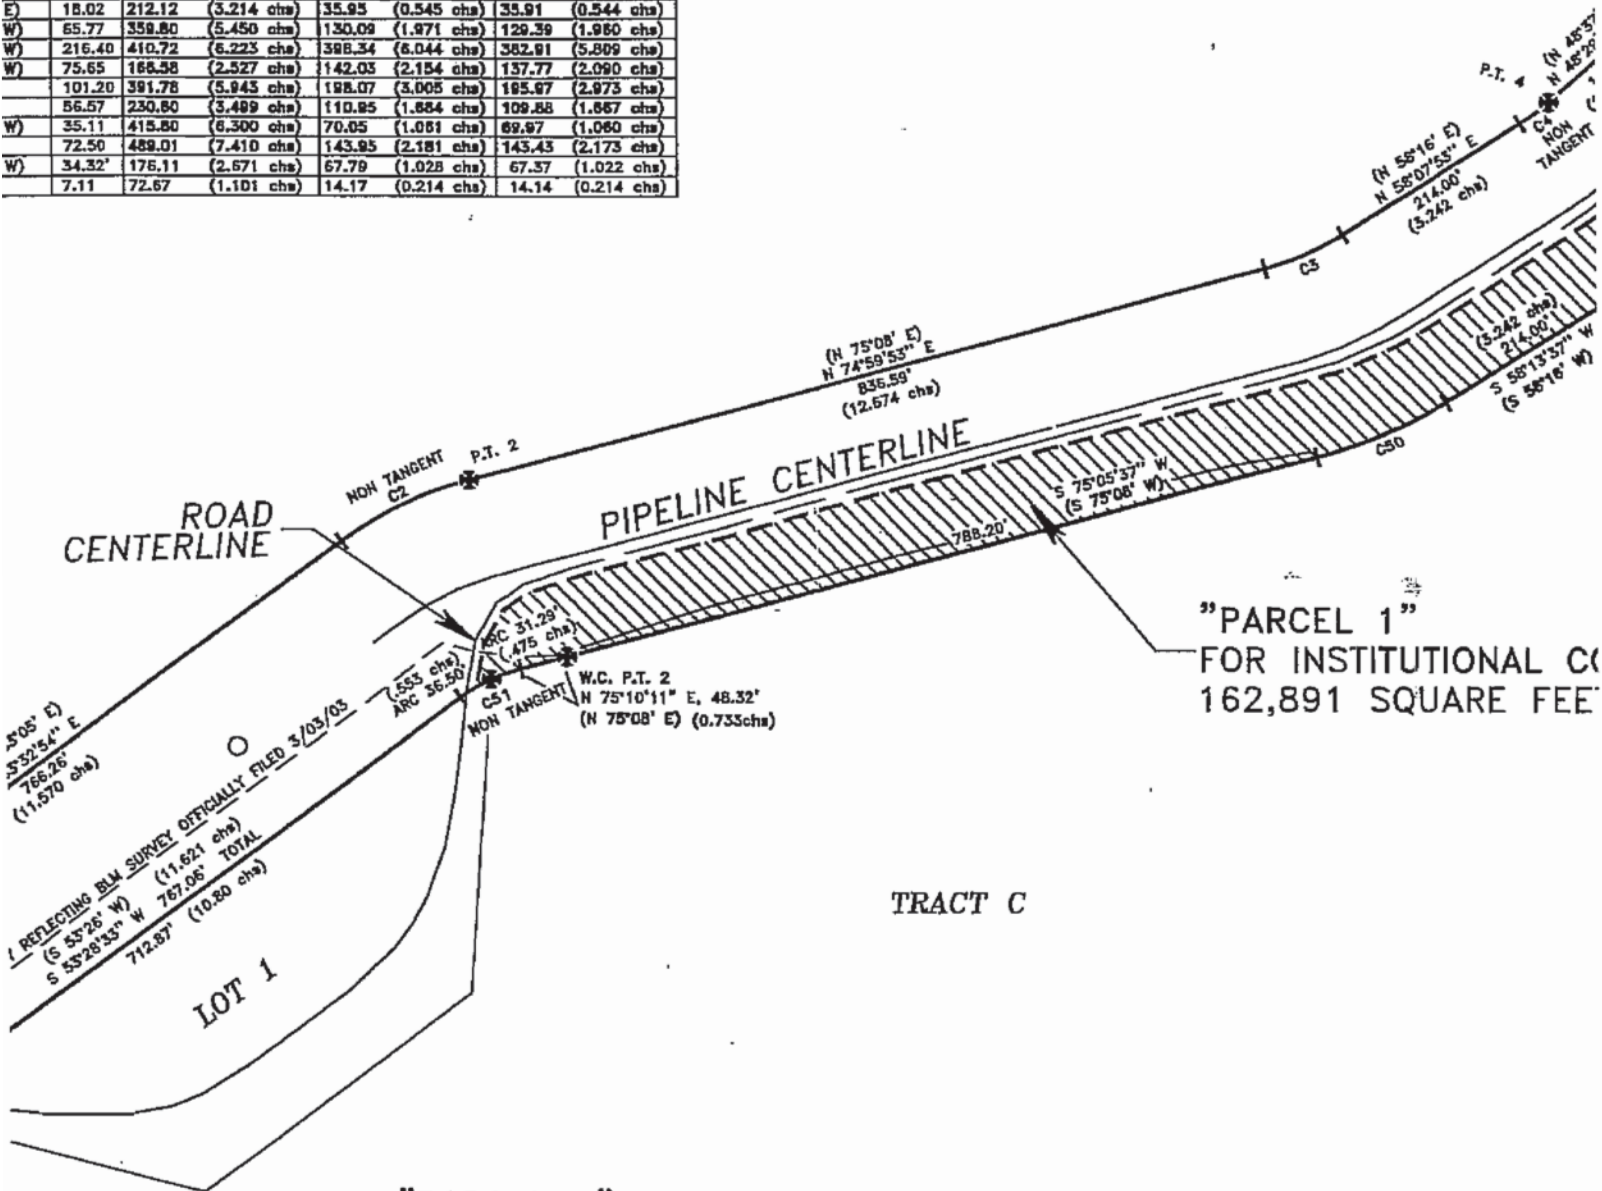 E) 18.02 212.12 (3.214 chs) 35.95 (0.545 chs) 35.91 (0.544 chs)
W) 65.77 359.80 (5.450 chs) 130.09 (1.971 chs) 129.39 (1.960 chs)
W) 216.40 410.72 (6.223 chs) 398.34 (6.044 chs) 382.91 (5.809 chs)
W) 75.65 166.58 (2.527 chs) 142.03 (2.154 chs) 137.77 (2.090 chs)
101.20 391.78 (5.943 chs) 198.07 (3.005 chs) 195.97 (2.973 chs)
56.57 230.80 (3.499 chs) 110.95 (1.684 chs) 109.88 (1.667 chs)
W) 35.11 415.80 (6.300 chs) 70.05 (1.061 chs) 69.97 (1.060 chs)
72.50 489.01 (7.410 chs) 143.95 (2.181 chs) 143.43 (2.173 chs)
W) 34.32' 176.11 (2.671 chs) 67.79 (1.028 chs) 67.37 (1.022 chs)
7.11 72.67 (1.101 chs) 14.17 (0.214 chs) 14.14 (0.214 chs)
P.T. 4
C4
NON
TANGENT
(N 58°16' E)
N 58°07'53" E
214.00'
(3.242 chs)
C3
(N 75°08' E)
N 74°59'53" E
836.59'
(12.674 chs)
(3.242 chs)
214.00'
S 58°13'37" W
(S 58°16' W)
C50
P.T. 2
NON TANGENT
C2
ROAD
CENTERLINE
PIPELINE CENTERLINE
S 75°05'37" W
(S 75°08' W)
788.20'
"PARCEL 1"
FOR INSTITUTIONAL
162,891 SQUARE
ARC 31.29'
(.475 chs)
(.553 chs)
ARC 36.50'
C51
NON TANGENT
W.C. P.T. 2
N 75°10'11" E, 48.32'
(N 75°08' E) (0.733chs)
766.26'
(11.570 chs)
REFLECTING BLM SURVEY OFFICIALLY FILED 3/03/03
(S 53°26' W) (11.621 chs)
S 53°28'33" W 767.06' TOTAL
712.87' (10.80 chs)
LOT 1
TRACT C